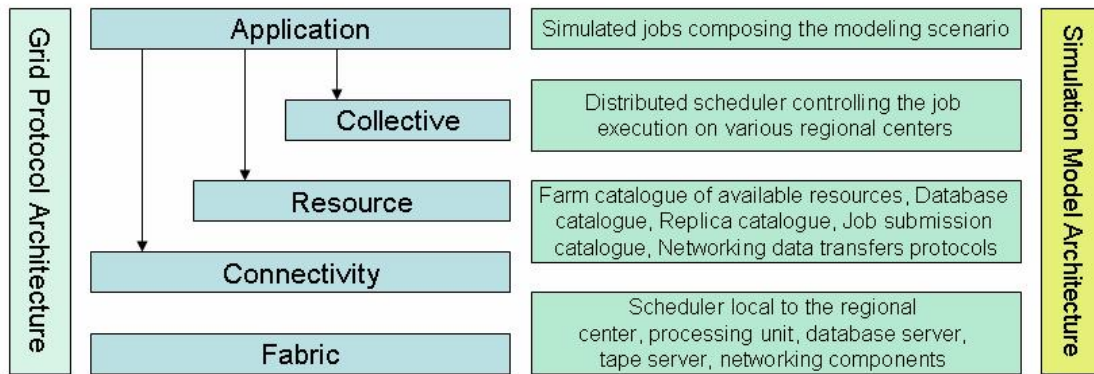 Grid Protocol Architecture
Application
Simulated jobs composing the modeling scenario
Collective
Distributed scheduler controlling the job
execution on various regional centers
Resource
Farm catalogue of available resources, Database
catalogue, Replica catalogue, Job submission
catalogue, Networking data transfers protocols
Connectivity
Fabric
Scheduler local to the regional
center, processing unit, database server,
tape server, networking components
Simulation Model Architecture